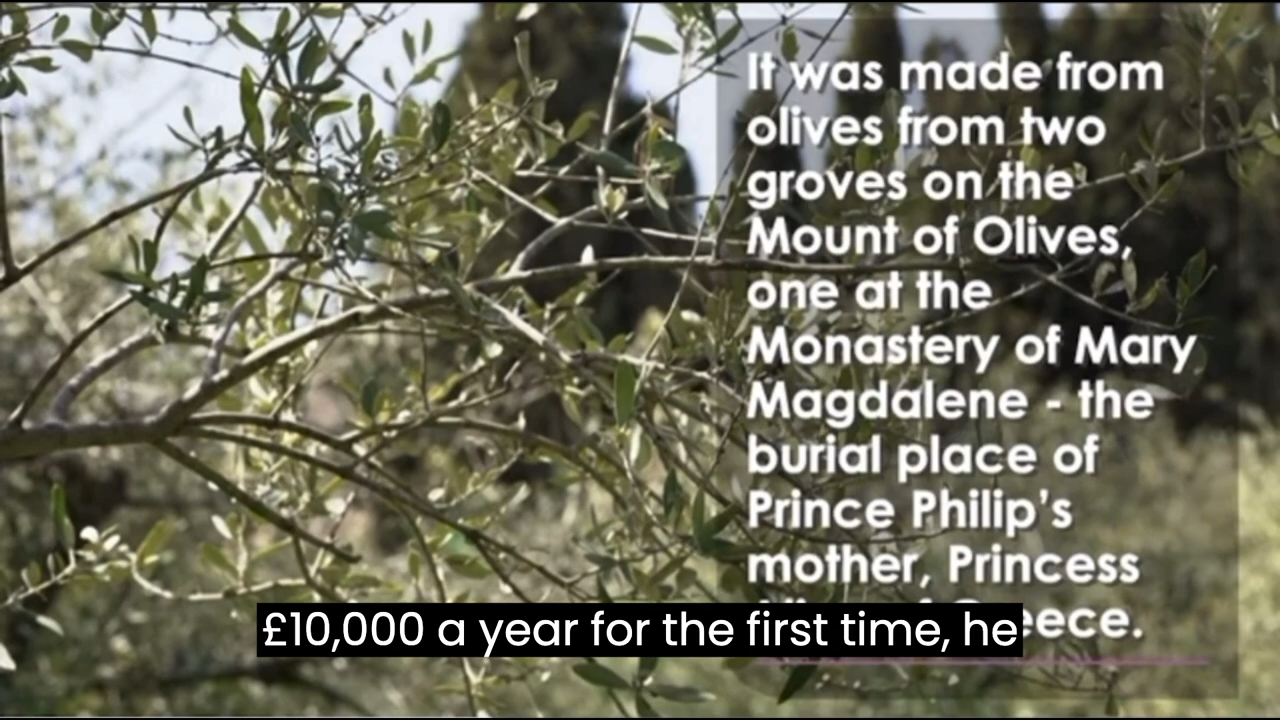 It was made from
olives from two
groves on the
Mount of Olives,
one at the
Monastery of Mary
Magdalene - the
burial place of
Prince Philip's
mother, Princess
£10,000 a year for the first time, he